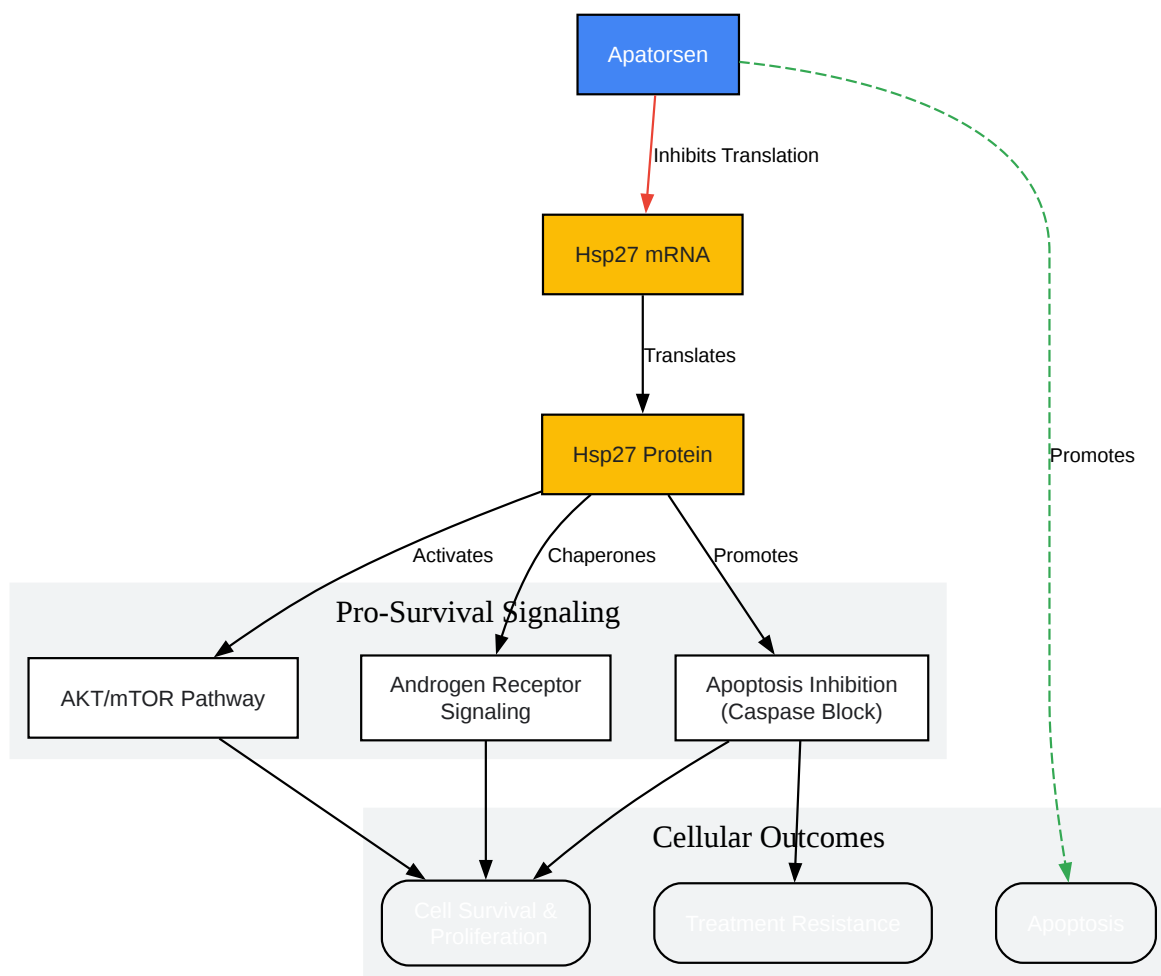 Apatorsen
Inhibits Translation
Hsp27 mRNA
Translates
Hsp27 Protein
Promotes
Activates
Chaperones
Promotes
Pro-Survival Signaling
AKT/mTOR Pathway
Androgen Receptor
Signaling
Apoptosis Inhibition
(Caspase Block)
Cellular Outcomes
Cell Survival &
Proliferation
Treatment Resistance
Apoptosis